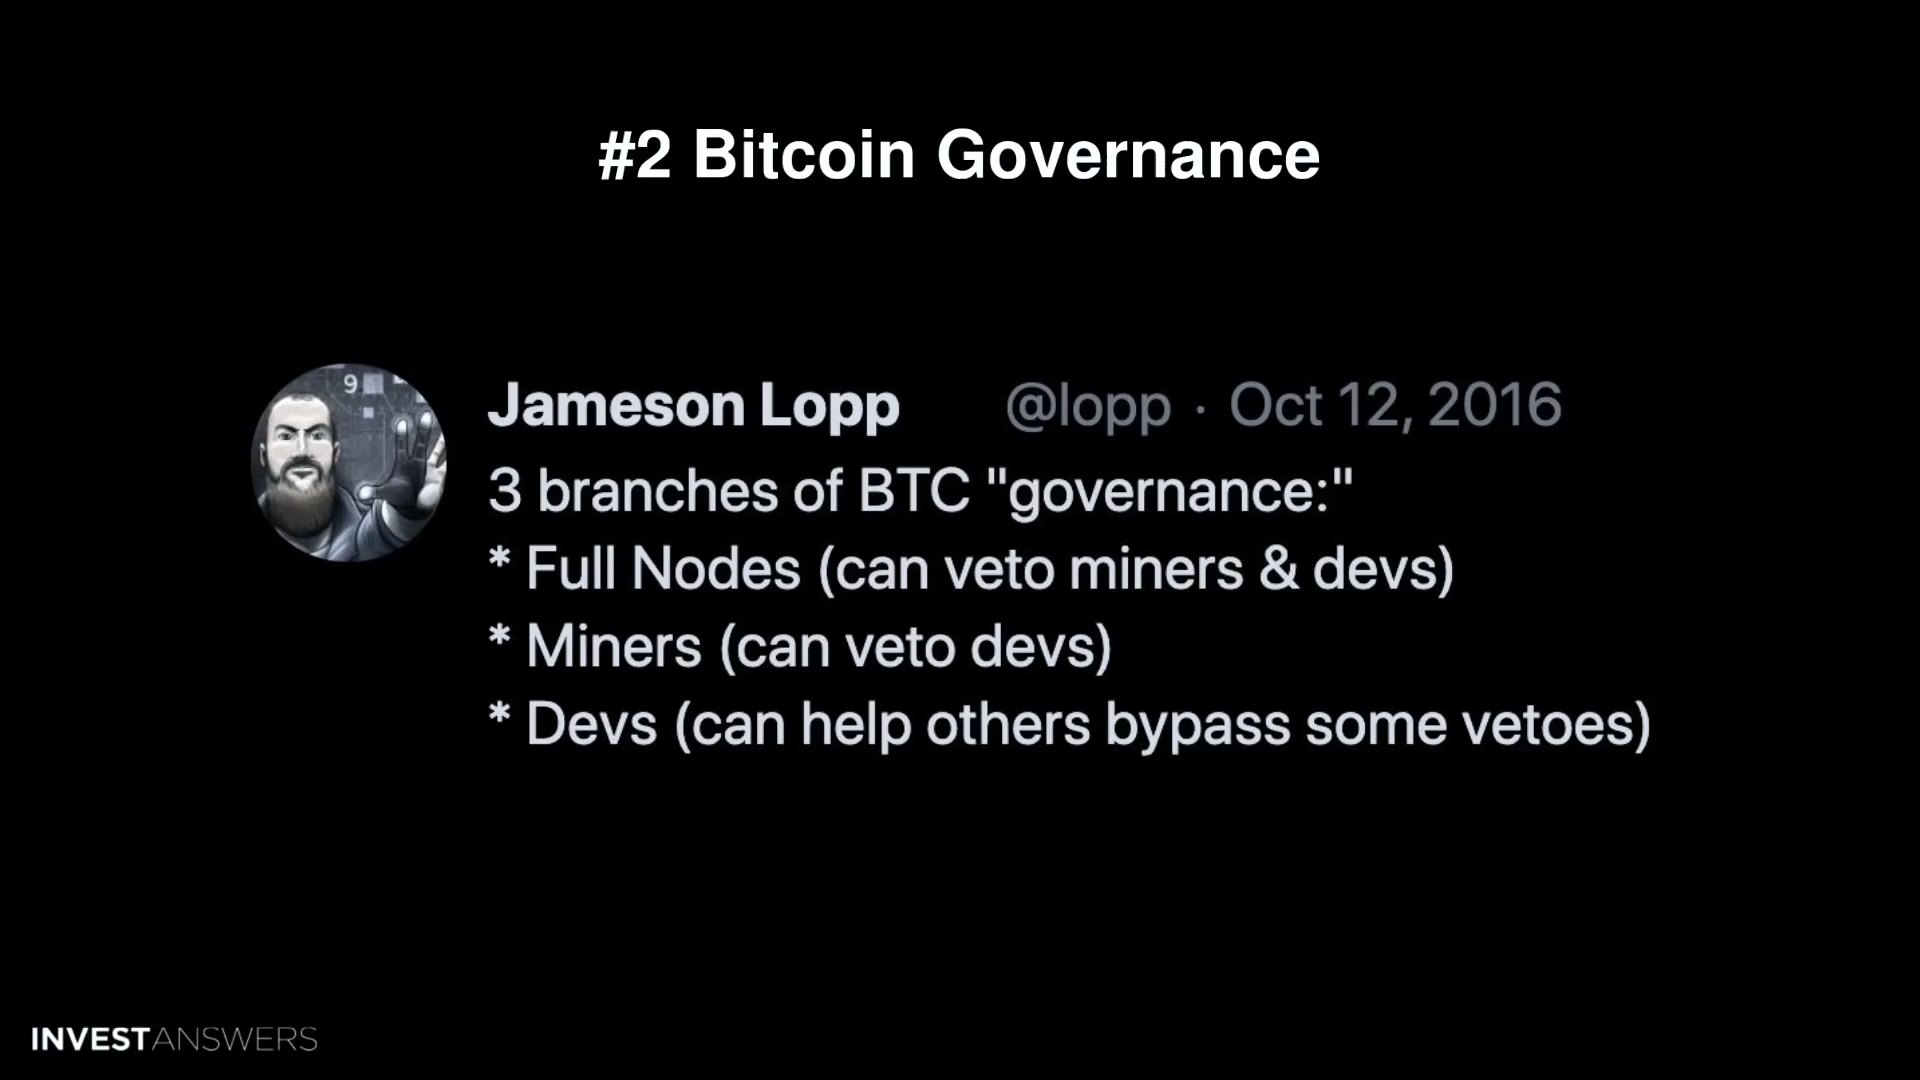 #2 Bitcoin Governance
9
Jameson Lopp @lopp · Oct 12, 2016
3 branches of BTC "governance:"
* Full Nodes (can veto miners & devs)
* Miners (can veto devs)
* Devs (can help others bypass some vetoes)
INVESTANSWERS